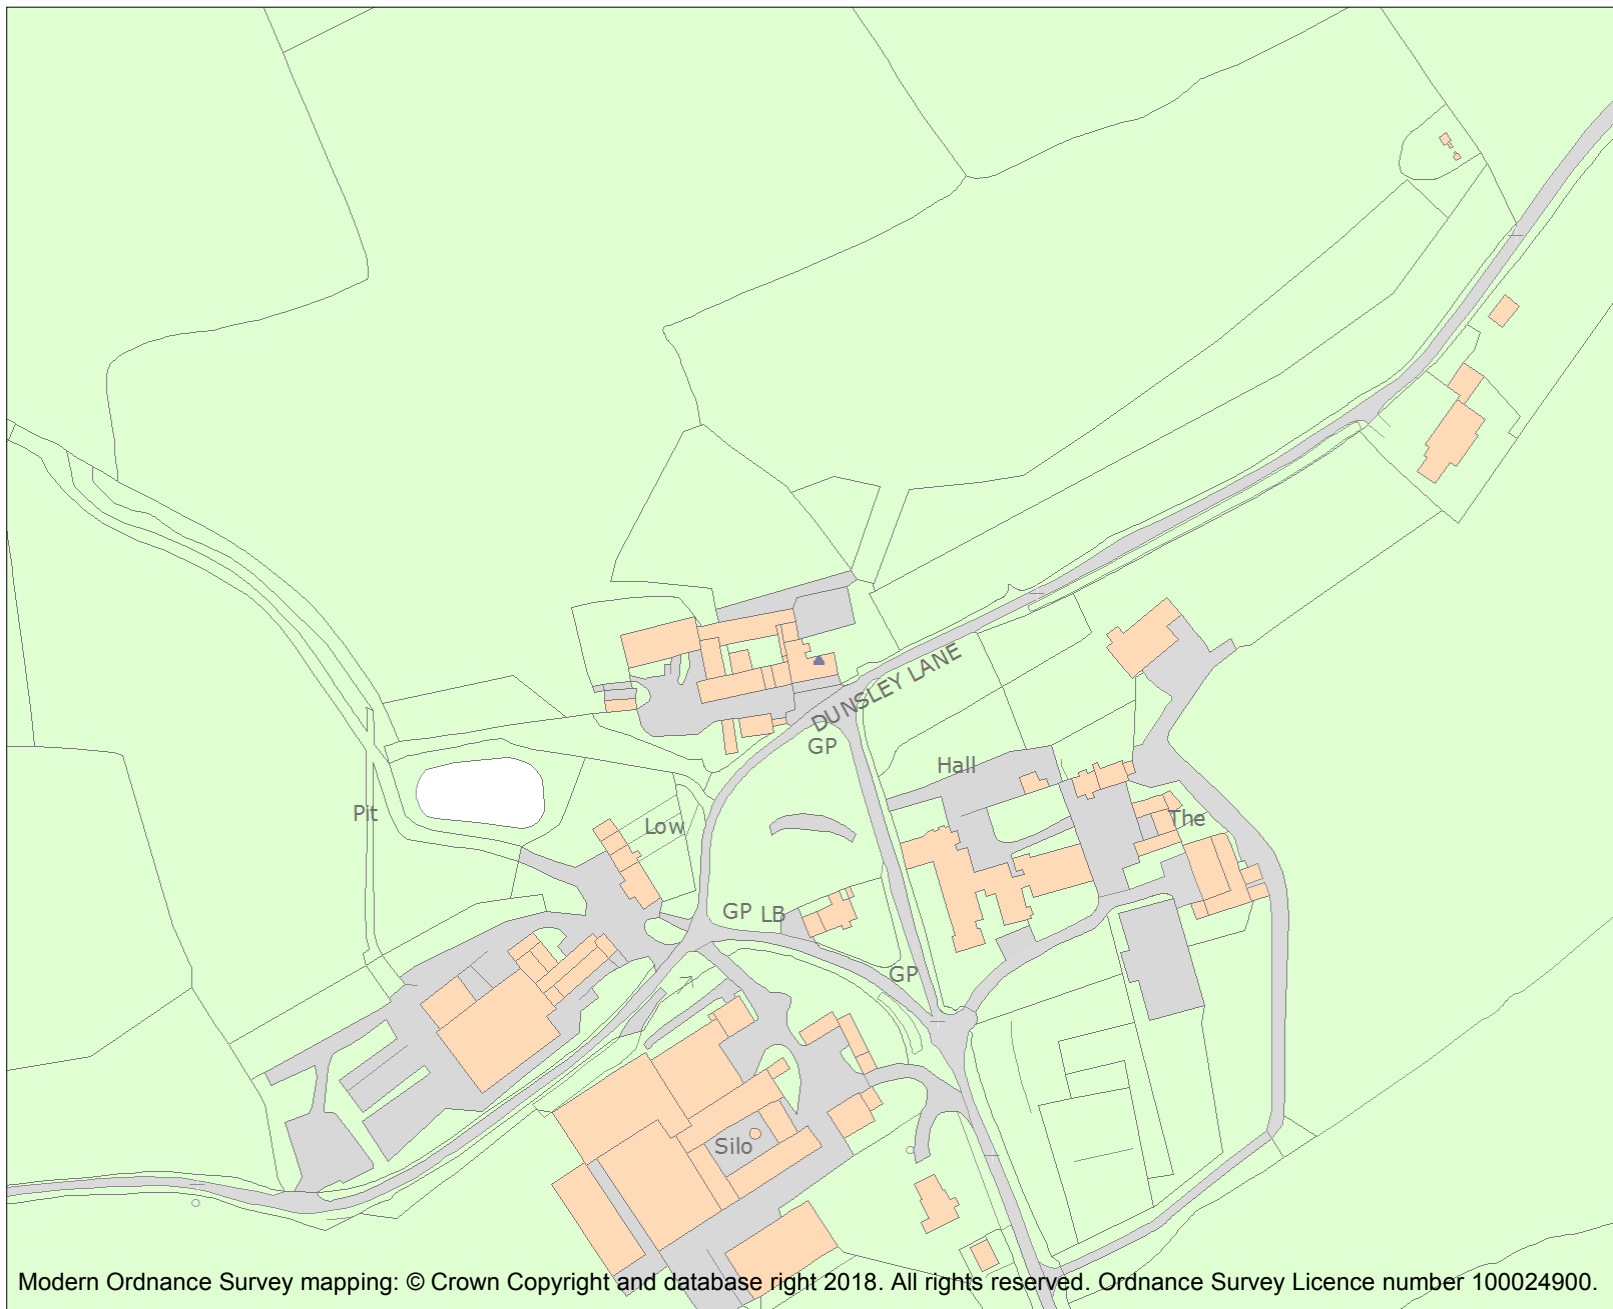 DUNSLEY LANE
GP
Hall
Pit
Low
The
GP LB
GP
Silo
Modern Ordnance Survey mapping: © Crown Copyright and database right 2018. All rights reserved. Ordnance Survey Licence number 100024900.